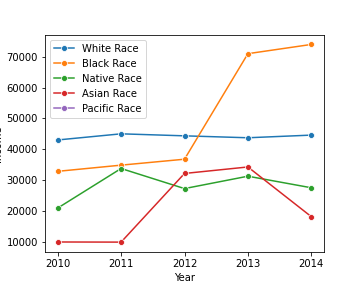 White Race
Black Race
Native Race
Asian Race
Pacific Race
70000
60000
50000
40000
30000
20000
10000
2010 2011 2012 2013 2014
Year